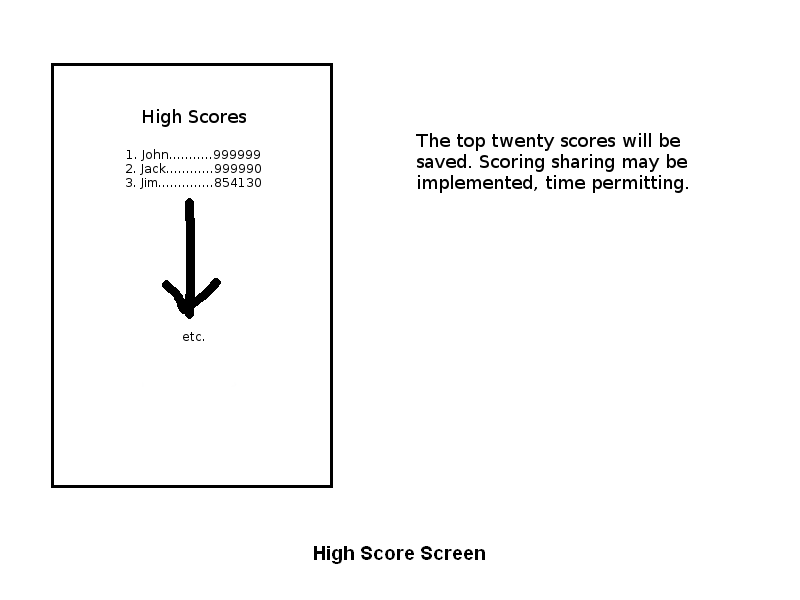 High Scores
1. John...........999999
2. Jack............999990
3. Jim..............854130
etc.
The top twenty scores will be
saved. Scoring sharing may be
implemented, time permitting.
High Score Screen